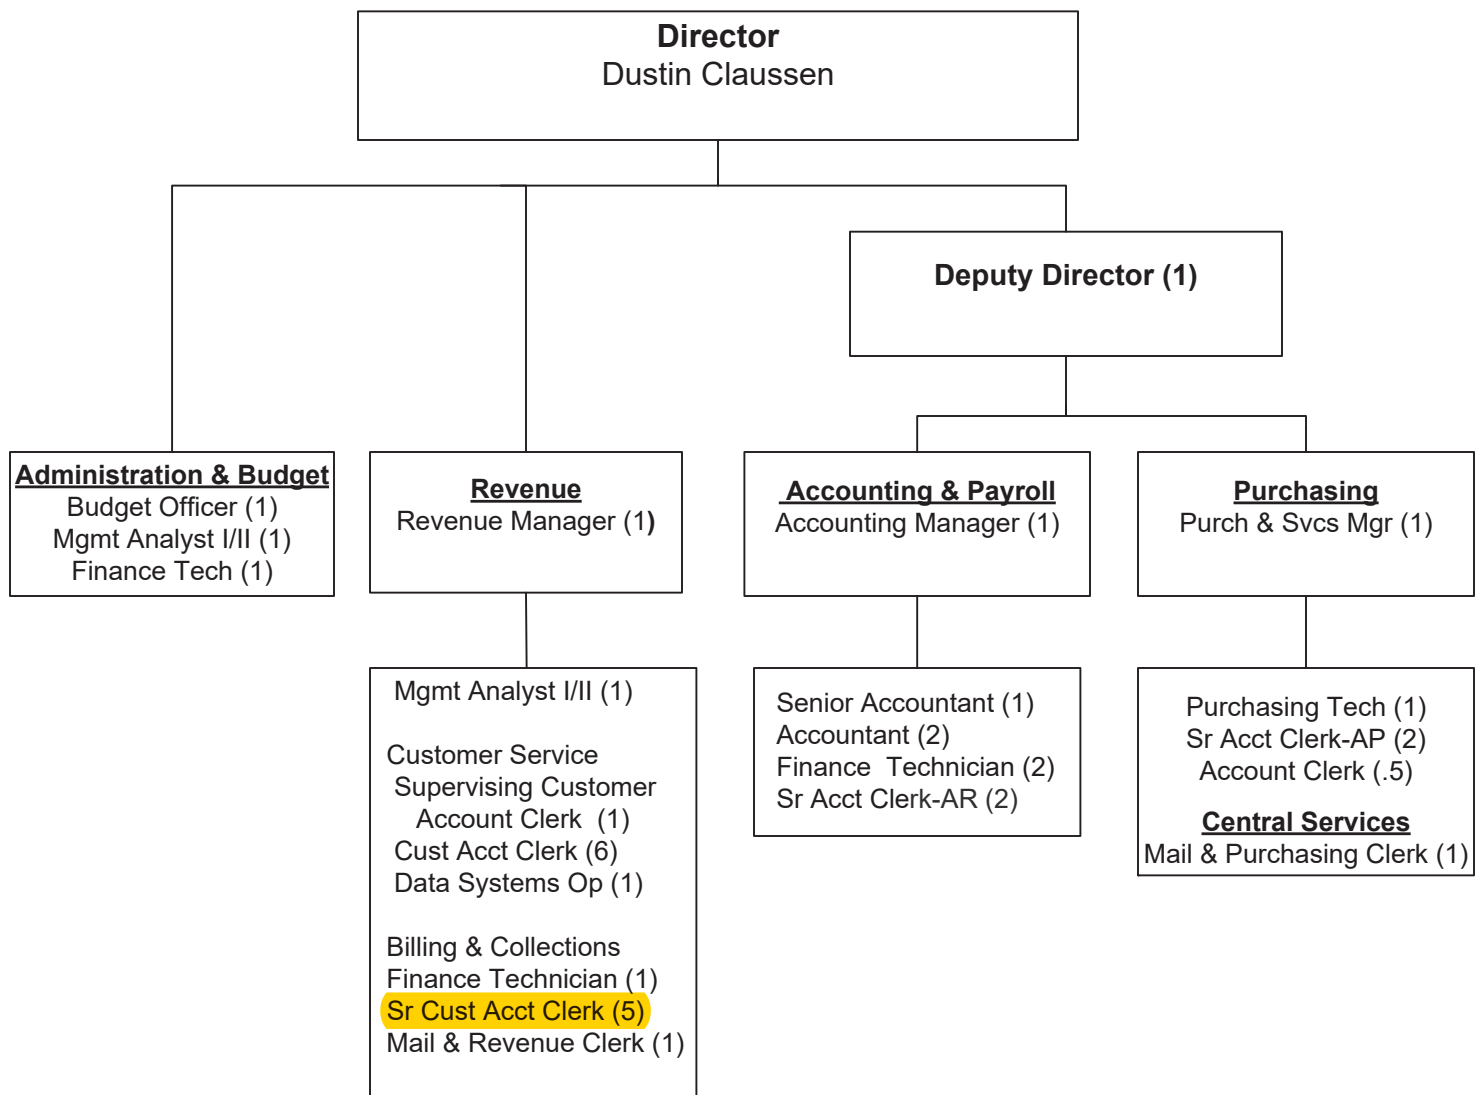 Director
Dustin Claussen
Deputy Director (1)
Administration & Budget
Budget Officer (1)
Mgmt Analyst I/II (1)
Finance Tech (1)
Revenue
Revenue Manager (1)
Accounting & Payroll
Accounting Manager (1)
Purchasing
Purch & Svcs Mgr (1)
Mgmt Analyst I/II (1)
Customer Service
Supervising Customer
Account Clerk (1)
Cust Acct Clerk (6)
Data Systems Op (1)
Billing & Collections
Finance Technician (1)
Sr Cust Acct Clerk (5)
Mail & Revenue Clerk (1)
Senior Accountant (1)
Accountant (2)
Finance Technician (2)
Sr Acct Clerk-AR (2)
Purchasing Tech (1)
Sr Acct Clerk-AP (2)
Account Clerk (.5)
Central Services
Mail & Purchasing Clerk (1)